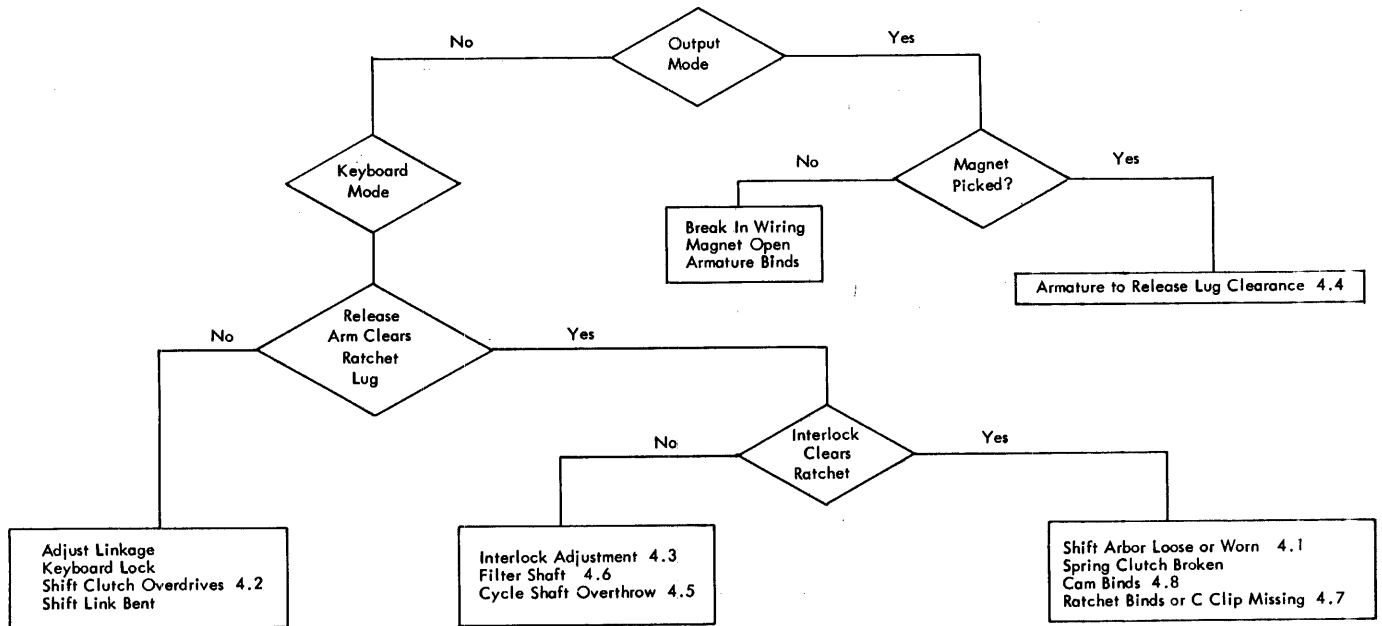 Output
Mode
No
Yes
Keyboard
Mode
Magnet
Picked?
No
Yes
Break In Wiring
Magnet Open
Armature Binds
Armature to Release Lug Clearance 4.4
Release
Arm Clears
Ratchet
Lug
No
Yes
Interlock
Clears
Ratchet
No
Yes
Adjust Linkage
Keyboard Lock
Shift Clutch Overdrives 4.2
Shift Link Bent
Interlock Adjustment 4.3
Filter Shaft 4.6
Cycle Shaft Overthrow 4.5
Shift Arbor Loose or Worn 4.1
Spring Clutch Broken
Cam Binds 4.8
Ratchet Binds or C Clip Missing 4.7